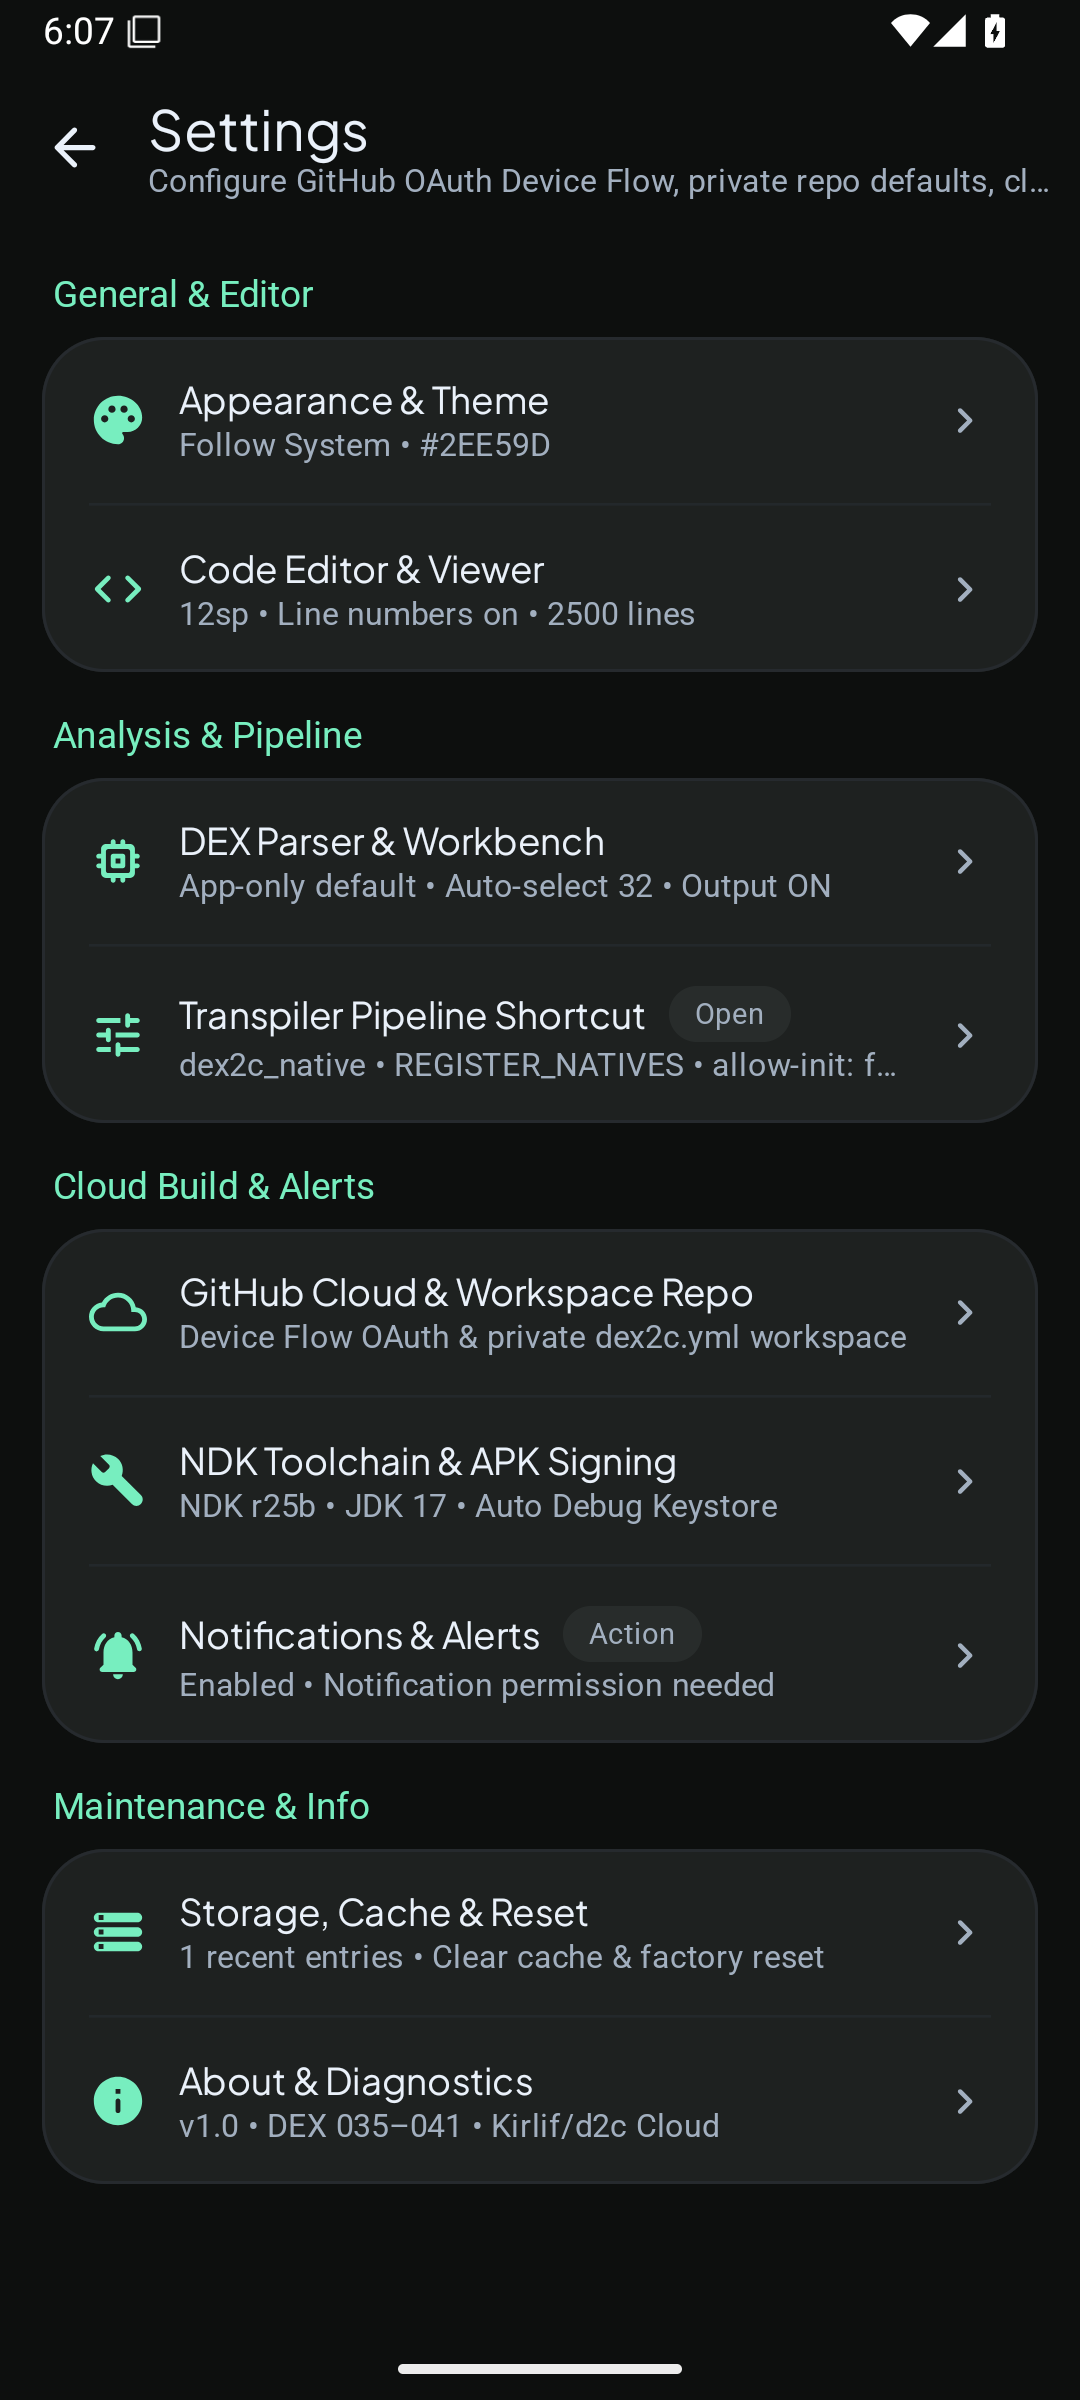 6:07
Settings
Configure GitHub OAuth Device Flow, private repo defaults, cl…
General & Editor
Appearance & Theme
Follow System • #2EE59D
Code Editor & Viewer
12sp • Line numbers on • 2500 lines
Analysis & Pipeline
DEX Parser & Workbench
App-only default • Auto-select 32 • Output ON
Transpiler Pipeline Shortcut Open
dex2c_native • REGISTER_NATIVES • allow-init: f…
Cloud Build & Alerts
GitHub Cloud & Workspace Repo
Device Flow OAuth & private dex2c.yml workspace
NDK Toolchain & APK Signing
NDK r25b • JDK 17 • Auto Debug Keystore
Notifications & Alerts Action
Enabled • Notification permission needed
Maintenance & Info
Storage, Cache & Reset
1 recent entries • Clear cache & factory reset
About & Diagnostics
v1.0 • DEX 035–041 • Kirlif/d2c Cloud